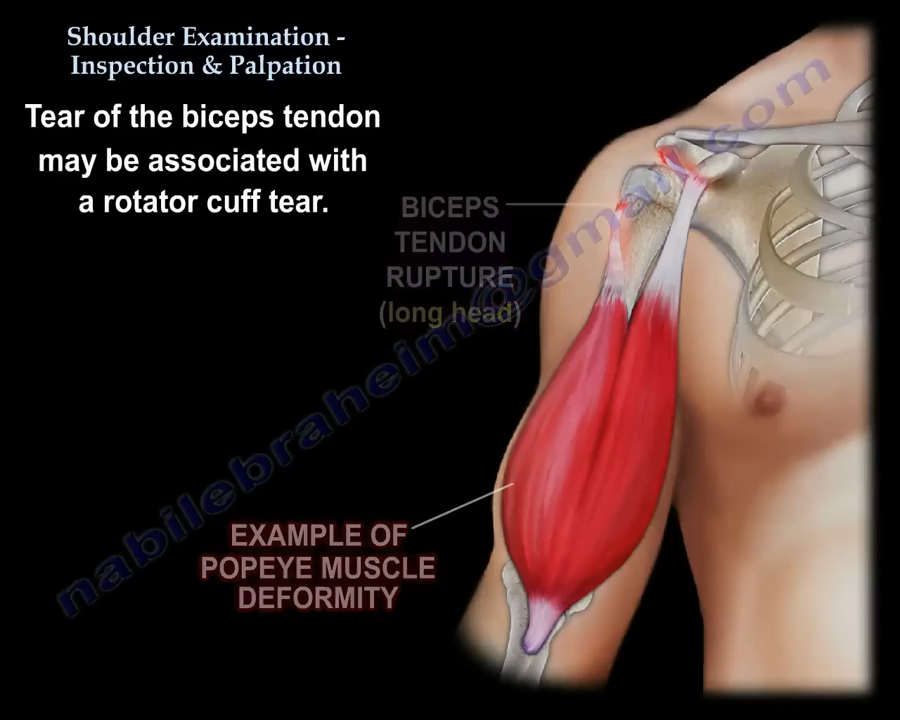 Shoulder Examination -
Inspection & Palpation
Tear of the biceps tendon
may be associated with
a rotator cuff tear.
BICEPS
TENDON
RUPTURE
(long head)
EXAMPLE OF
POPEYE MUSCLE
DEFORMITY
nabilebraheim@gmail.com